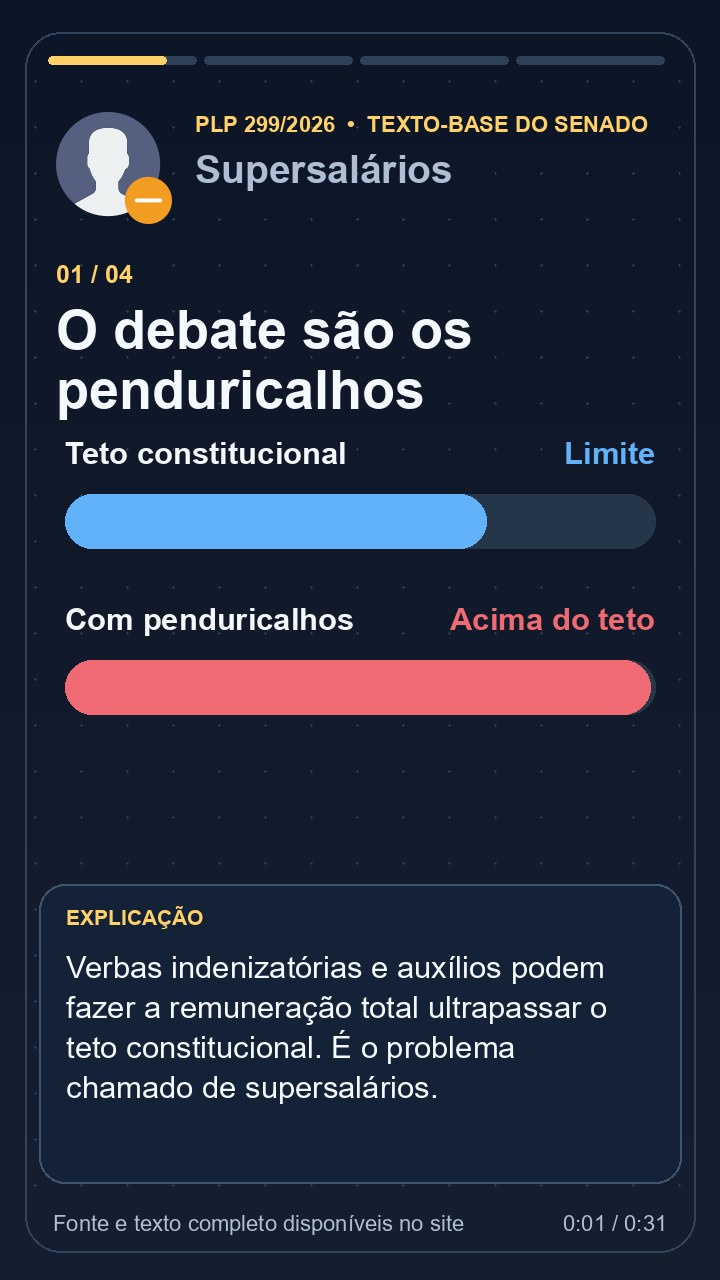 PLP 299/2026 • TEXTO-BASE DO SENADO
Supersalários
01 / 04
O debate são os
penduricalhos
Teto constitucional Limite
Com penduricalhos Acima do teto
EXPLICAÇÃO
Verbas indenizatórias e auxílios podem
fazer a remuneração total ultrapassar o
teto constitucional. É o problema
chamado de supersalários.
Fonte e texto completo disponíveis no site 0:01 / 0:31